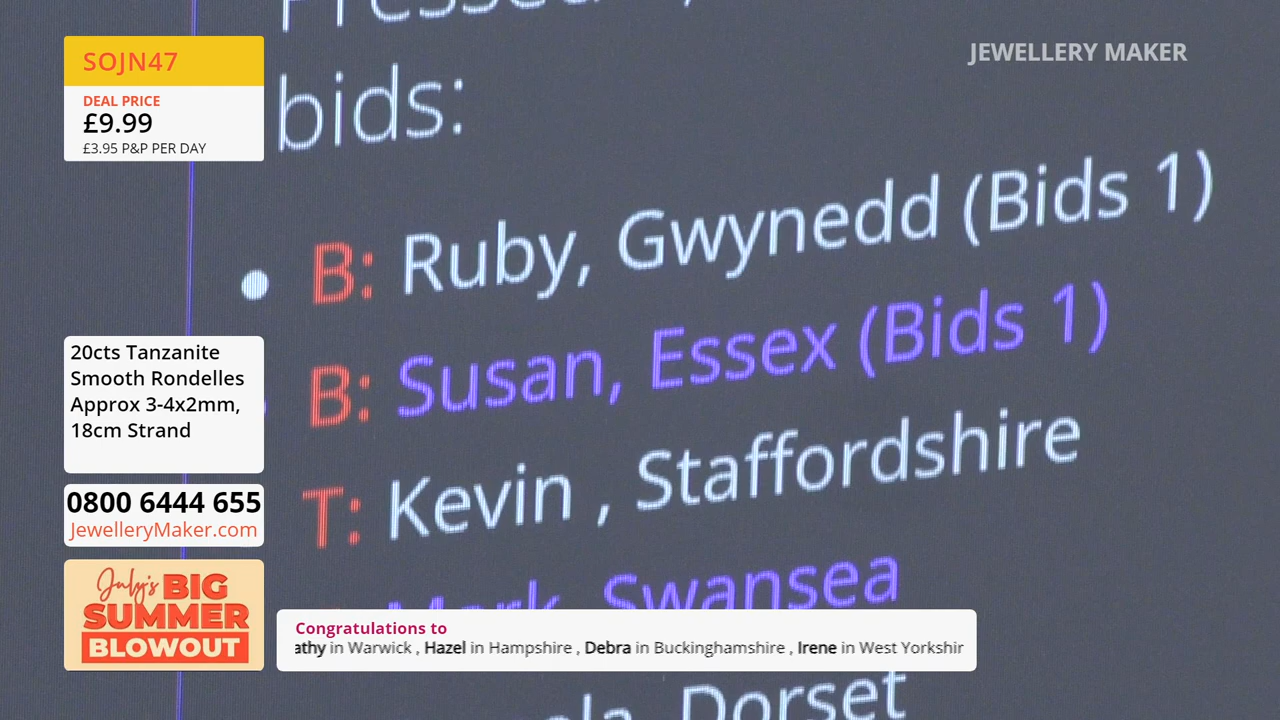 SOJN47
DEAL PRICE
£9.99
£3.95 P&P PER DAY
JEWELLERY MAKER
bids:
B: Ruby, Gwynedd (Bids 1)
B: Susan, Essex (Bids 1)
T: Kevin , Staffordshire
Mark, Swansea
Dorset
20cts Tanzanite
Smooth Rondelles
Approx 3-4x2mm,
18cm Strand
0800 6444 655
JewelleryMaker.com
July's BIG
SUMMER
BLOWOUT
Congratulations to
athy in Warwick , Hazel in Hampshire , Debra in Buckinghamshire , Irene in West Yorkshir